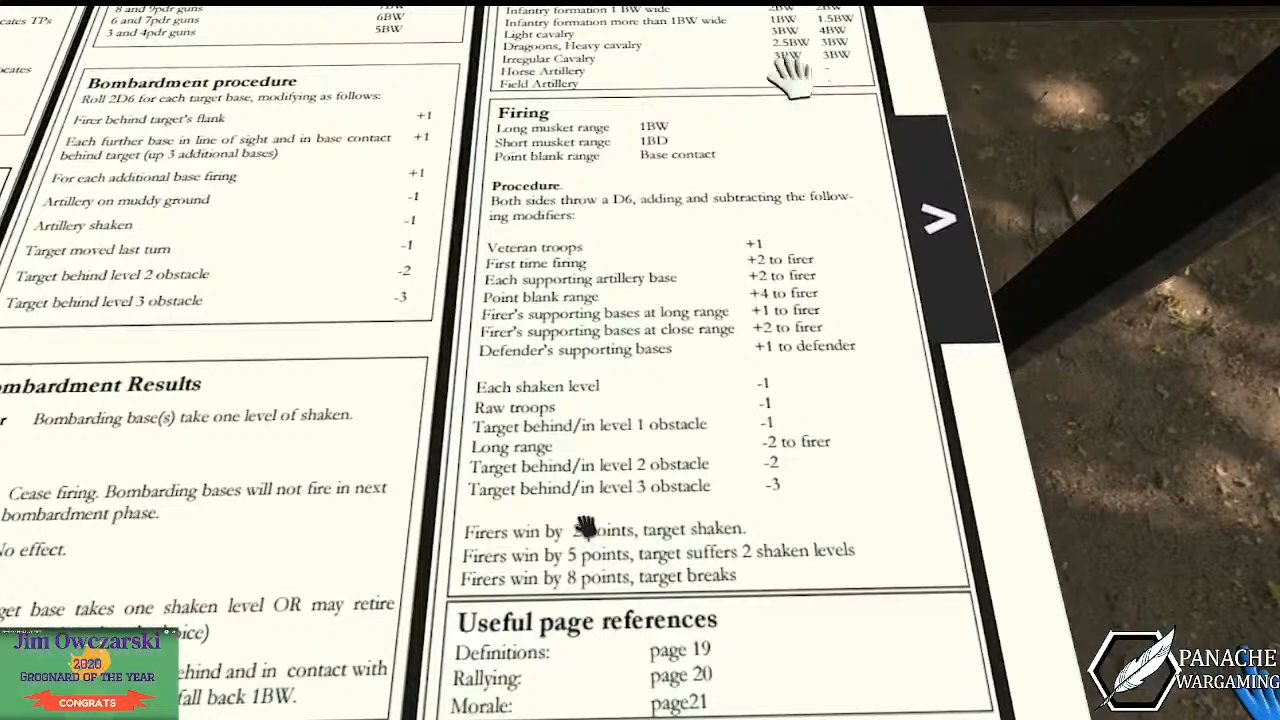 cates TPs
ocates
8 and 9pdr guns
6 and 7pdr guns 6BW
3 and 4pdr guns 5BW
Bombardment procedure
Roll 2D6 for each target base, modifying as follows:
Firer behind target's flank +1
Each further base in line of sight and in base contact +1
behind target (up 3 additional bases)
For each additional base firing +1
Artillery on muddy ground -1
Artillery shaken -1
Target moved last turn -1
Target behind level 2 obstacle -2
Target behind level 3 obstacle -3
ombardment Results
r Bombarding base(s) take one level of shaken.
Cease firing. Bombarding bases will not fire in next
bombardment phase.
No effect.
get base takes one shaken level OR may retire
oice)
ehind and in contact with
fall back 1BW.
Infantry formation 1 BW wide 2BW 2BW
Infantry formation more than 1BW wide 1BW 1.5BW
Light cavalry 3BW 4BW
Dragoons, Heavy cavalry 2.5BW 3BW
Irregular Cavalry 3BW 3BW
Horse Artillery -
Field Artillery -
Firing
Long musket range 1BW
Short musket range 1BD
Point blank range Base contact
Procedure.
Both sides throw a D6, adding and subtracting the follow-
ing modifiers:
Veteran troops +1
First time firing +2 to firer
Each supporting artillery base +2 to firer
Point blank range +4 to firer
Firer's supporting bases at long range +1 to firer
Firer's supporting bases at close range +2 to firer
Defender's supporting bases +1 to defender
Each shaken level -1
Raw troops -1
Target behind/in level 1 obstacle -1
Long range -2 to firer
Target behind/in level 2 obstacle -2
Target behind/in level 3 obstacle -3
Firers win by points, target shaken.
Firers win by 5 points, target suffers 2 shaken levels
Firers win by 8 points, target breaks
Useful page references
Definitions: page 19
Rallying: page 20
Morale: page21
>
Jim Owczarski
2020
GROGNARD OF THE YEAR
CONGRATS
PANACHE
WARGAMING